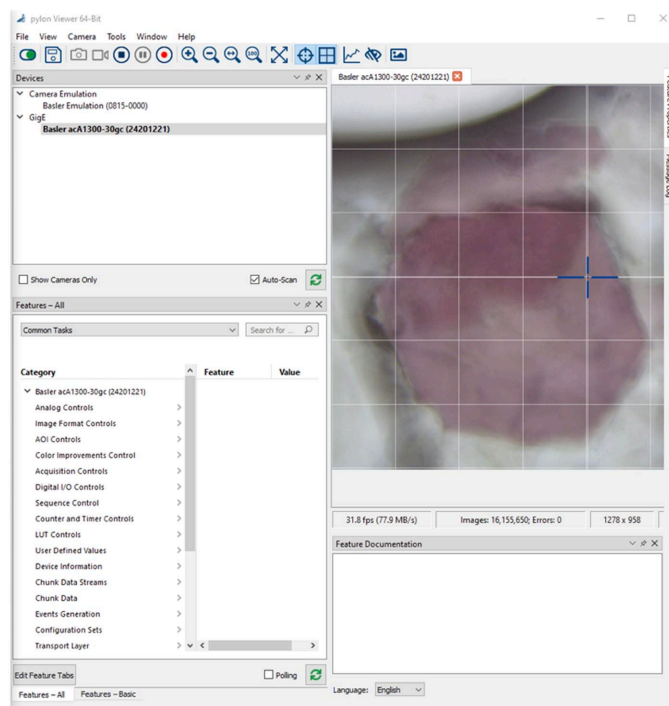 pylon Viewer 64-Bit
File View Camera Tools Window Help
Devices
Camera Emulation
Basler Emulation (0815-0000)
GigE
Basler acA1300-30gc (24201221)
Show Cameras Only
Auto-Scan
Features – All
Common Tasks
Search for ...
Category Feature Value
Basler acA1300-30gc (24201221)
Analog Controls
Image Format Controls
AOI Controls
Color Improvements Control
Acquisition Controls
Digital I/O Controls
Sequence Control
Counter and Timer Controls
LUT Controls
User Defined Values
Device Information
Chunk Data Streams
Chunk Data
Events Generation
Configuration Sets
Transport Layer
Edit Feature Tabs
Polling
Features – All Features – Basic
Basler acA1300-30gc (24201221)
31.8 fps (77.9 MB/s) Images: 16,155,650; Errors: 0 1278 x 958
Feature Documentation
Language: English